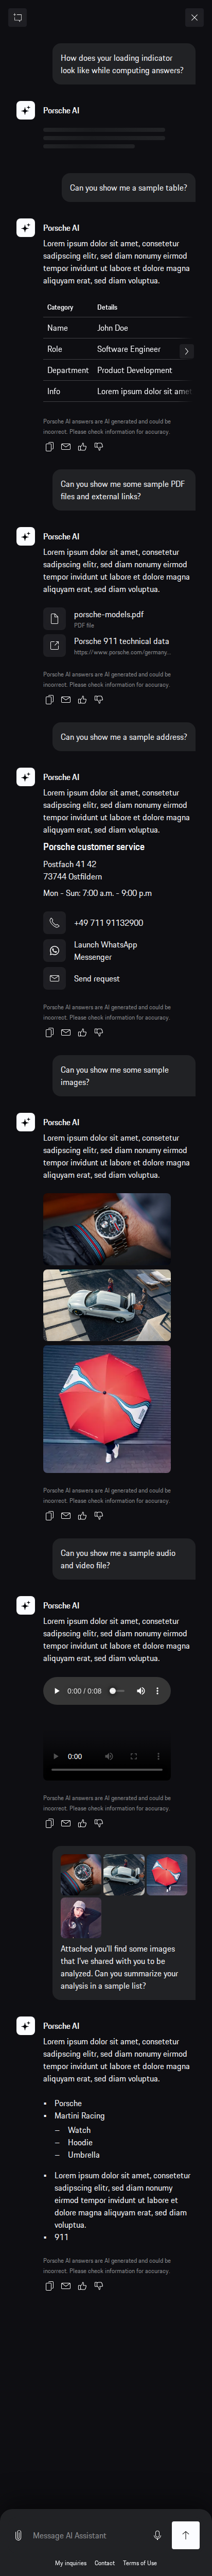 How does your loading indicator
look like while computing answers?
Porsche AI
Can you show me a sample table?
Porsche AI
Lorem ipsum dolor sit amet, consetetur
sadipscing elitr, sed diam nonumy eirmod
tempor invidunt ut labore et dolore magna
aliquyam erat, sed diam voluptua.
Category Details
Name John Doe
Role Software Engineer
Department Product Development
Info Lorem ipsum dolor sit amet
Porsche AI answers are AI generated and could be
incorrect. Please check information for accuracy.
Can you show me some sample PDF
files and external links?
Porsche AI
Lorem ipsum dolor sit amet, consetetur
sadipscing elitr, sed diam nonumy eirmod
tempor invidunt ut labore et dolore magna
aliquyam erat, sed diam voluptua.
porsche-models.pdf
PDF file
Porsche 911 technical data
https://www.porsche.com/germany...
Porsche AI answers are AI generated and could be
incorrect. Please check information for accuracy.
Can you show me a sample address?
Porsche AI
Lorem ipsum dolor sit amet, consetetur
sadipscing elitr, sed diam nonumy eirmod
tempor invidunt ut labore et dolore magna
aliquyam erat, sed diam voluptua.
Porsche customer service
Postfach 41 42
73744 Ostfildern
Mon - Sun: 7:00 a.m. - 9:00 p.m
+49 711 91132900
Launch WhatsApp
Messenger
Send request
Porsche AI answers are AI generated and could be
incorrect. Please check information for accuracy.
Can you show me some sample
images?
Porsche AI
Lorem ipsum dolor sit amet, consetetur
sadipscing elitr, sed diam nonumy eirmod
tempor invidunt ut labore et dolore magna
aliquyam erat, sed diam voluptua.
Porsche AI answers are AI generated and could be
incorrect. Please check information for accuracy.
Can you show me a sample audio
and video file?
Porsche AI
Lorem ipsum dolor sit amet, consetetur
sadipscing elitr, sed diam nonumy eirmod
tempor invidunt ut labore et dolore magna
aliquyam erat, sed diam voluptua.
0:00 / 0:08
0:00
Porsche AI answers are AI generated and could be
incorrect. Please check information for accuracy.
Attached you'll find some images
that I've shared with you to be
analyzed. Can you summarize your
analysis in a sample list?
Porsche AI
Lorem ipsum dolor sit amet, consetetur
sadipscing elitr, sed diam nonumy eirmod
tempor invidunt ut labore et dolore magna
aliquyam erat, sed diam voluptua.
• Porsche
• Martini Racing
– Watch
– Hoodie
– Umbrella
• Lorem ipsum dolor sit amet, consetetur
sadipscing elitr, sed diam nonumy
eirmod tempor invidunt ut labore et
dolore magna aliquyam erat, sed diam
voluptua.
• 911
Porsche AI answers are AI generated and could be
incorrect. Please check information for accuracy.
Message AI Assistant
My inquiries Contact Terms of Use